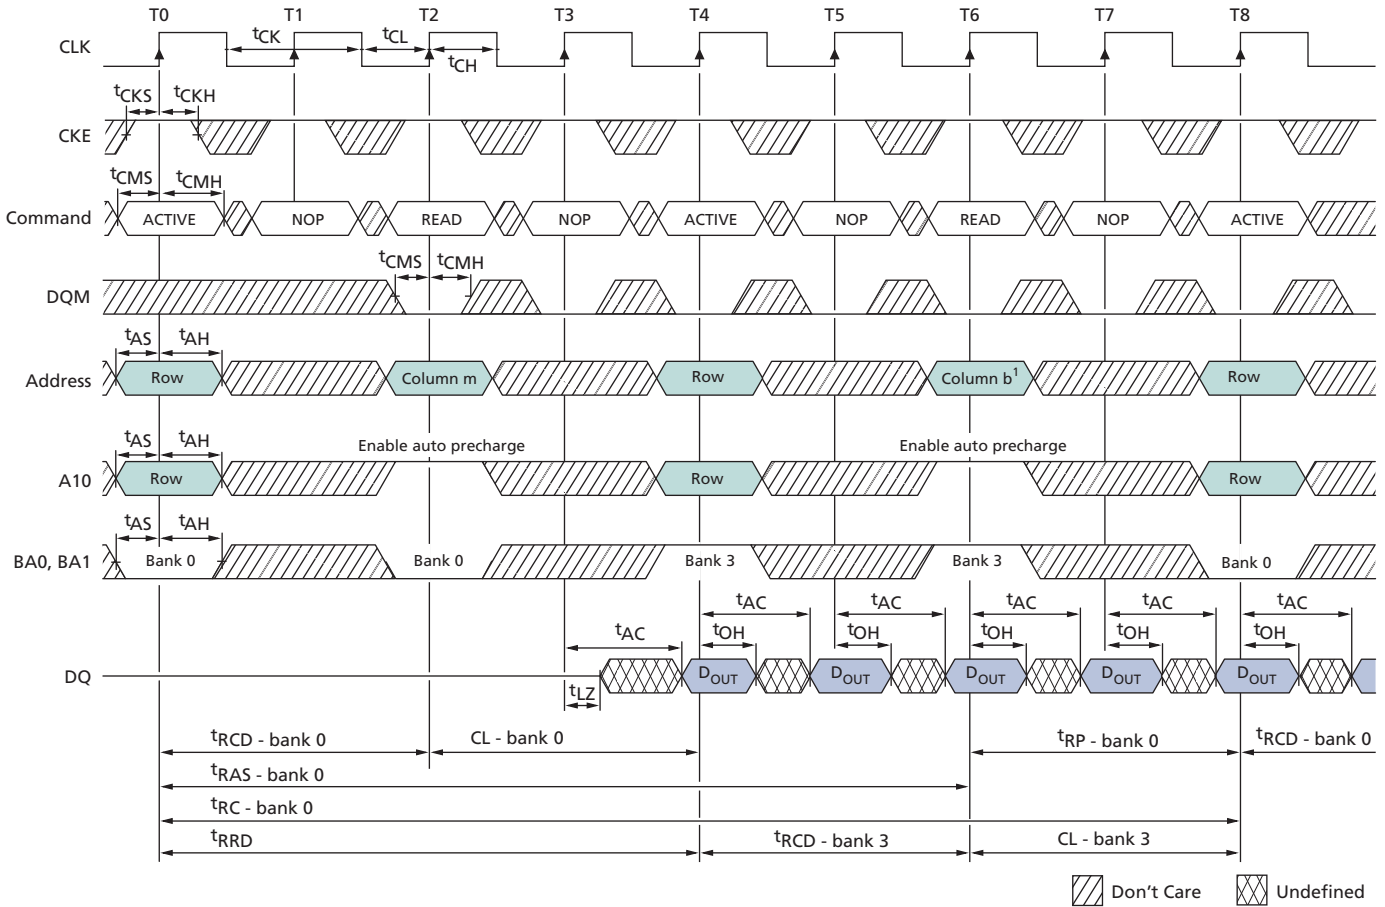 T0 T1 T2 T3 T4 T5 T6 T7 T8
CLK tCK tCL tCH
tCKS tCKH
CKE
tCMS tCMH
Command ACTIVE NOP READ NOP ACTIVE NOP READ NOP ACTIVE
tCMS tCMH
DQM
tAS tAH
Address Row Column m Row Column b1 Row
tAS tAH Enable auto precharge Enable auto precharge
A10 Row Row Row
tAS tAH
BA0, BA1 Bank 0 Bank 0 Bank 3 Bank 3 Bank 0
tAC tAC tAC tAC tAC
tAC tOH tOH tOH tOH tOH
DQ DOUT DOUT DOUT DOUT DOUT
tLZ
tRCD - bank 0 CL - bank 0 tRP - bank 0 tRCD - bank 0
tRAS - bank 0
tRC - bank 0
tRRD tRCD - bank 3 CL - bank 3
Don't Care Undefined